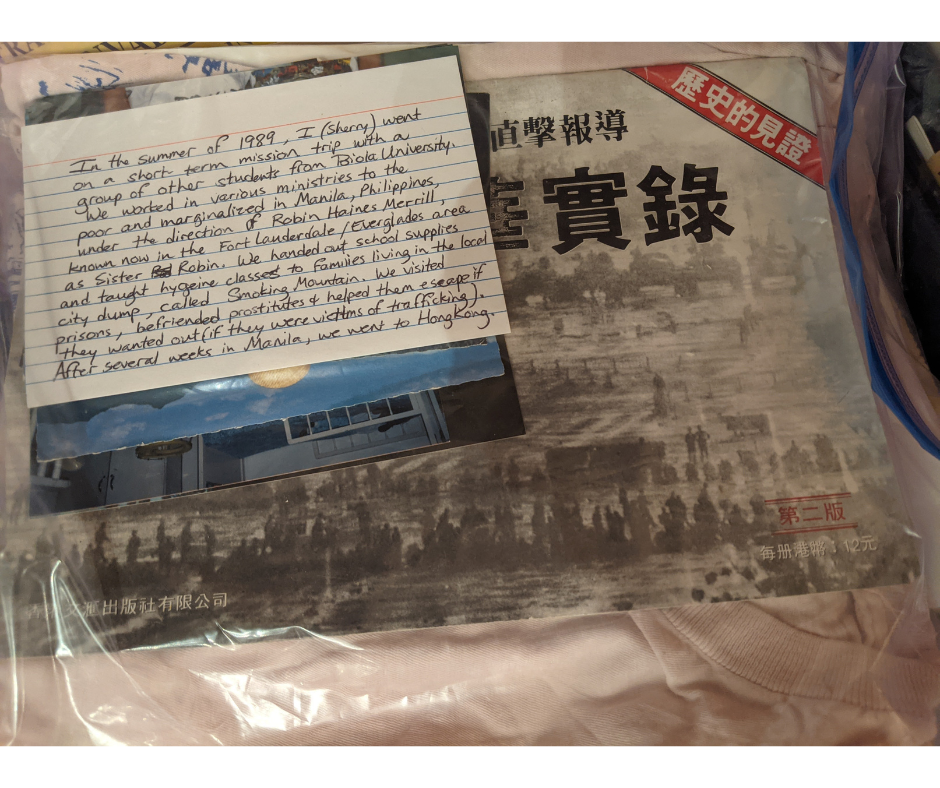 In the summer of 1989, I (Sherry) went
on a short term mission trip with a
group of other students from Biola University.
We worked in various ministries to the
poor and marginalized in Manila, Philippines,
under the direction of Robin Haines Merrill,
known now in the Fort Lauderdale/Everglades area
as Sister Robin. We handed out school supplies
and taught hygeine classes to families living in the local
city dump, called Smoking Mountain. We visited
prisons, befriended prostitutes & helped them escape if
they wanted out (if they were victims of trafficking).
After several weeks in Manila, we went to HongKong.
歷史的見證
直擊報導
實錄
第二版
每册港幣：12元
匯出版社有限公司